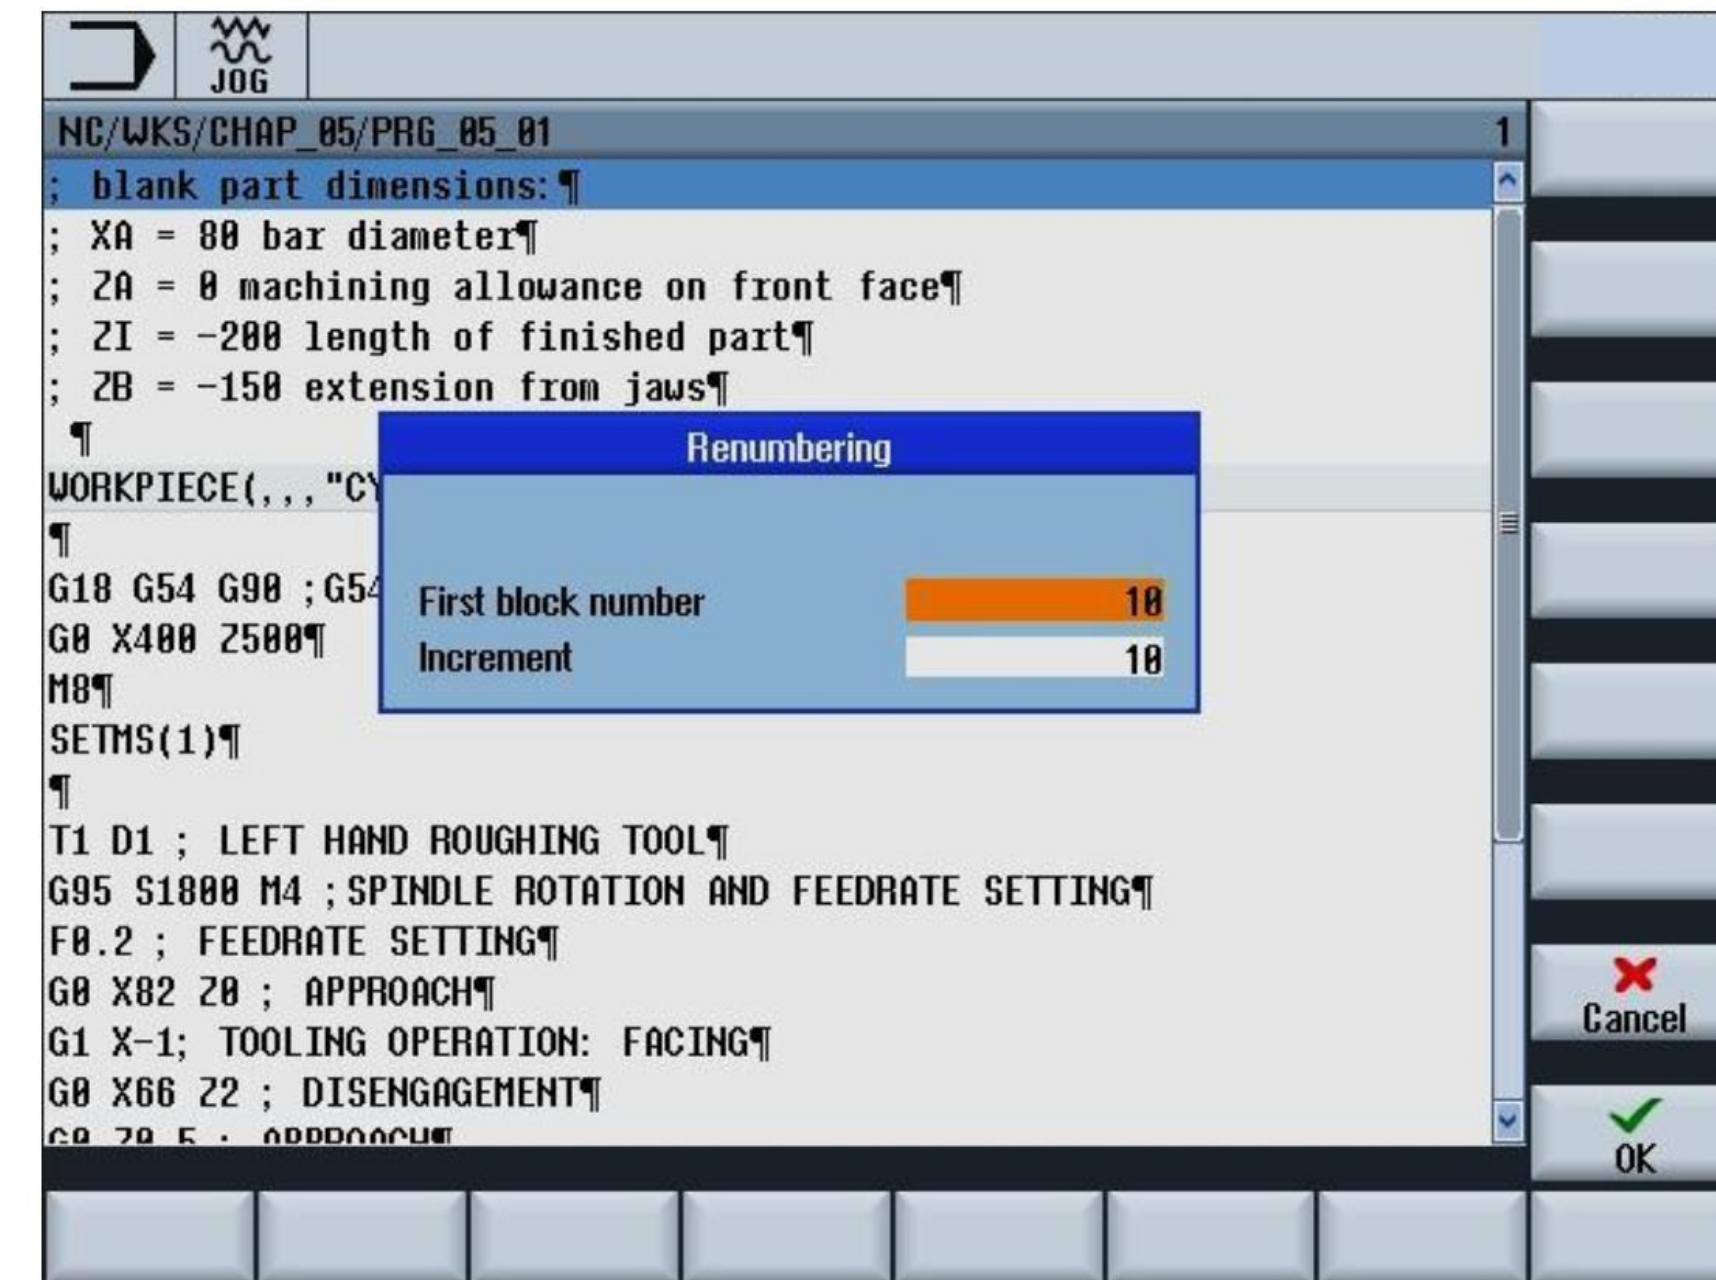 JOG
NC/WKS/CHAP_05/PRG_05_01 1
; blank part dimensions:¶
; XA = 80 bar diameter¶
; ZA = 0 machining allowance on front face¶
; ZI = -200 length of finished part¶
; ZB = -150 extension from jaws¶
¶
WORKPIECE(,,,"CY
¶
G18 G54 G90 ;G54
G0 X400 Z500¶
M8¶
SETMS(1)¶
¶
T1 D1 ; LEFT HAND ROUGHING TOOL¶
G95 S1800 M4 ;SPINDLE ROTATION AND FEEDRATE SETTING¶
F0.2 ; FEEDRATE SETTING¶
G0 X82 Z0 ; APPROACH¶
G1 X-1; TOOLING OPERATION: FACING¶
G0 X66 Z2 ; DISENGAGEMENT¶
Renumbering
First block number 10
Increment 10
Cancel
OK